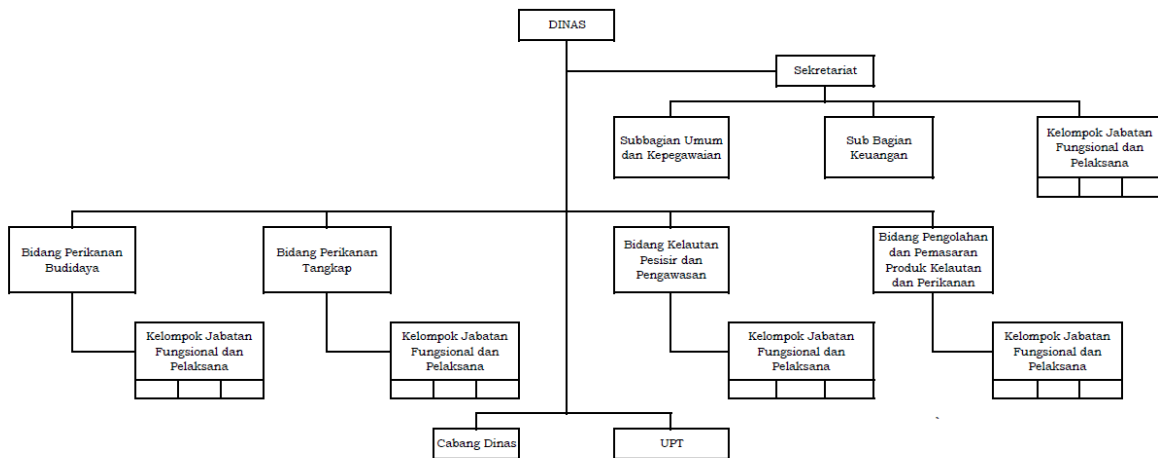 DINAS
Sekretariat
Subbagian Umum
dan Kepegawaian
Sub Bagian
Keuangan
Kelompok Jabatan
Fungsional dan
Pelaksana
Bidang Perikanan
Budidaya
Bidang Perikanan
Tangkap
Bidang Kelautan
Pesisir dan
Pengawasan
Bidang Pengolahan
dan Pemasaran
Produk Kelautan
dan Perikanan
Kelompok Jabatan
Fungsional dan
Pelaksana
Kelompok Jabatan
Fungsional dan
Pelaksana
Kelompok Jabatan
Fungsional dan
Pelaksana
Kelompok Jabatan
Fungsional dan
Pelaksana
Cabang Dinas
UPT